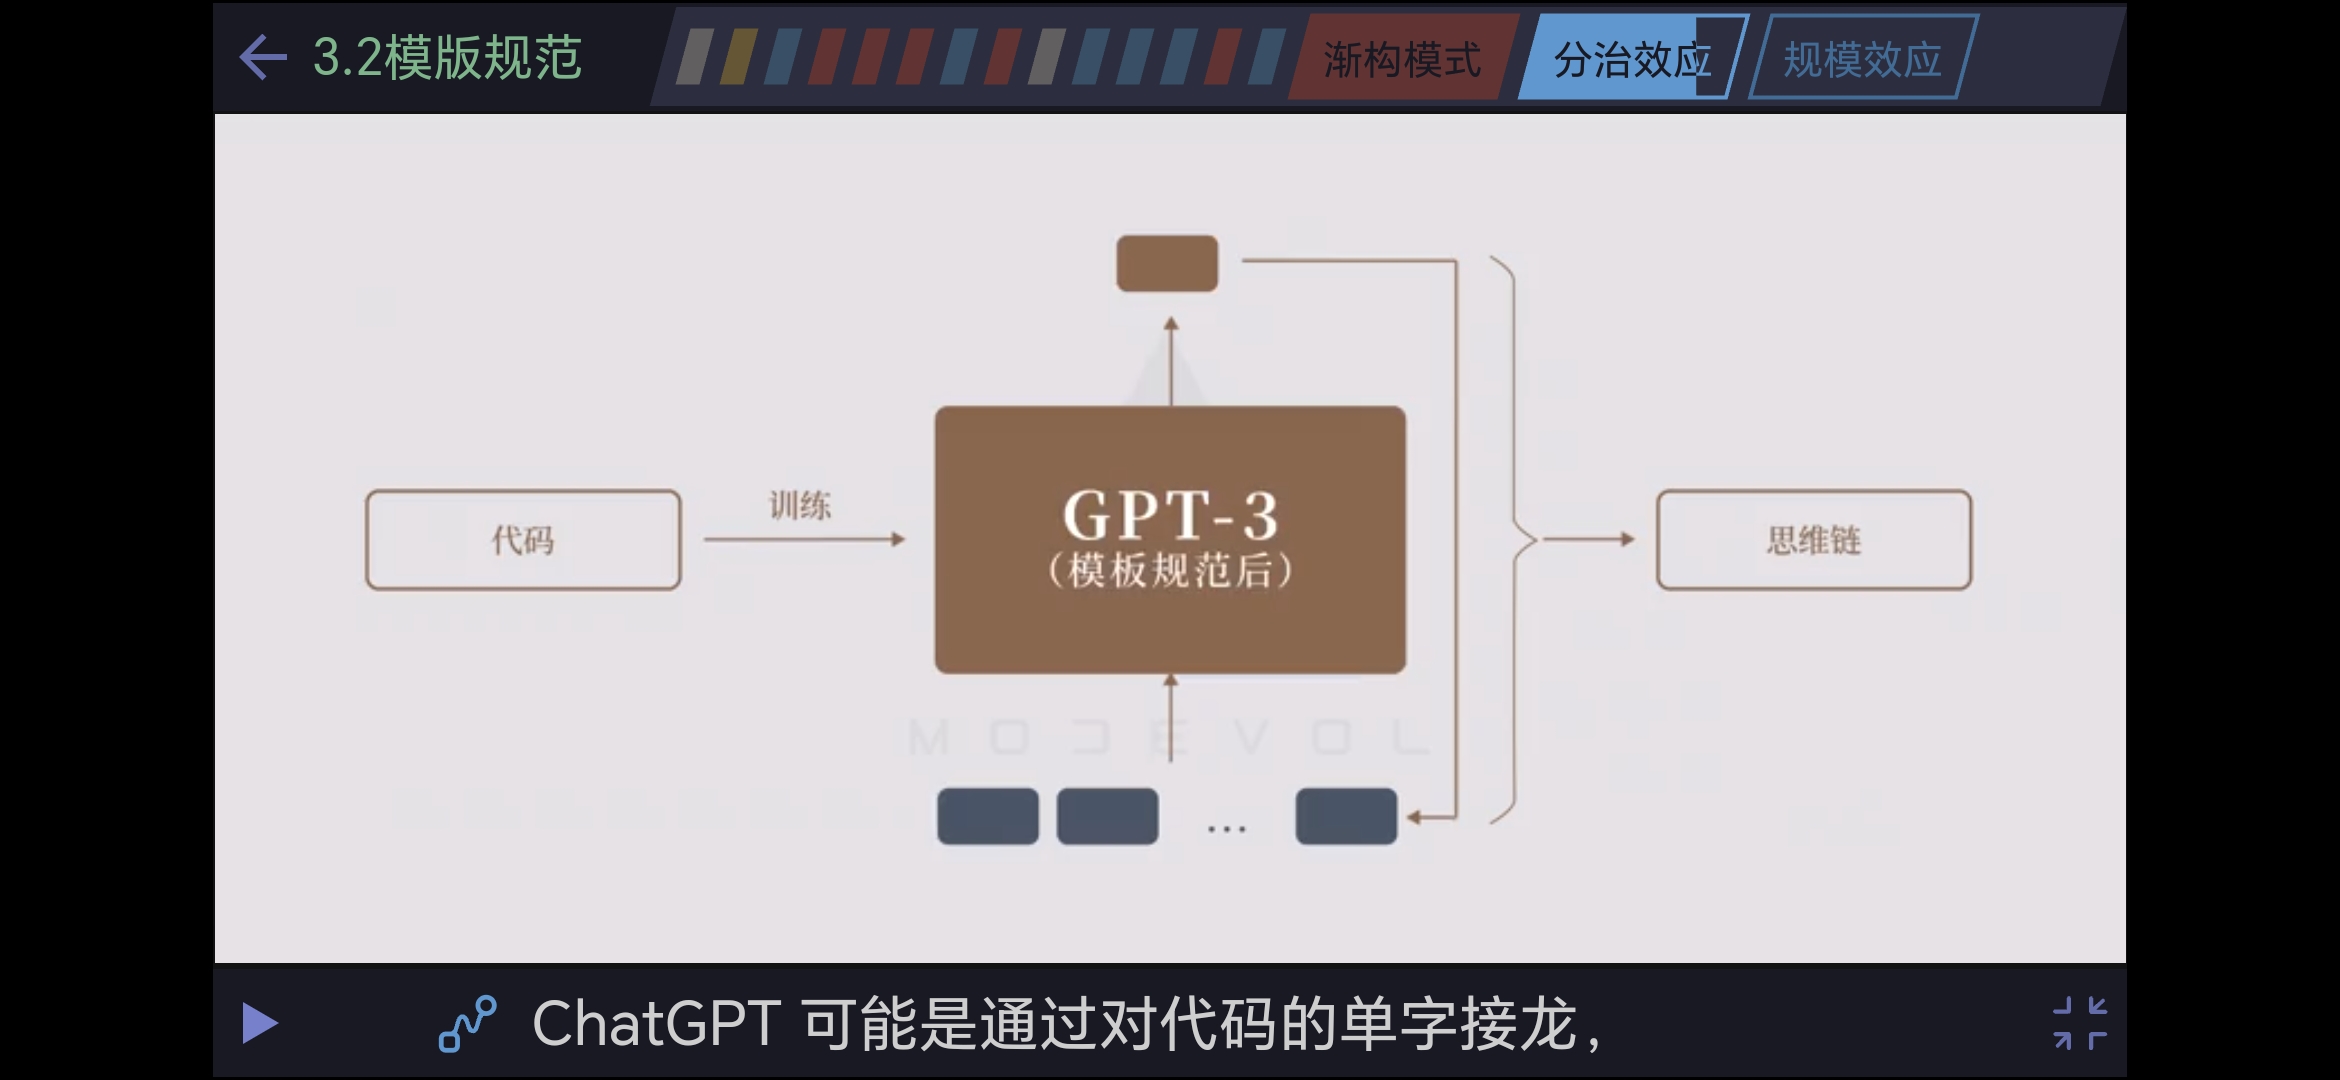 3.2模版规范
渐构模式
分治效应
规模效应
训练
代码
GPT-3
（模板规范后）
思维链
MODEVOL
...
ChatGPT 可能是通过对代码的单字接龙，